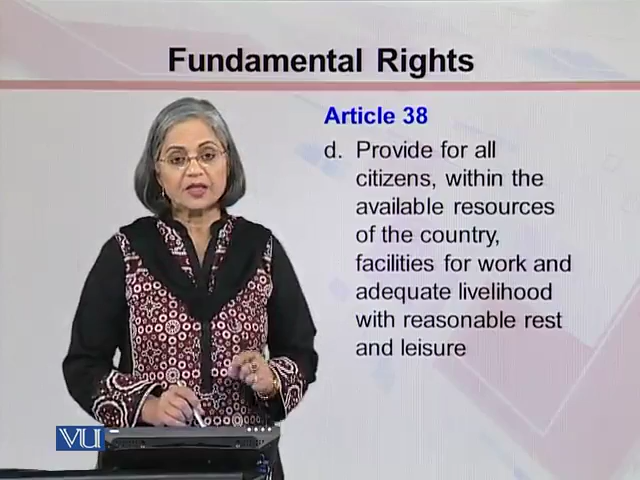 Fundamental Rights
Article 38
d. Provide for all
citizens, within the
available resources
of the country,
facilities for work and
adequate livelihood
with reasonable rest
and leisure
VU